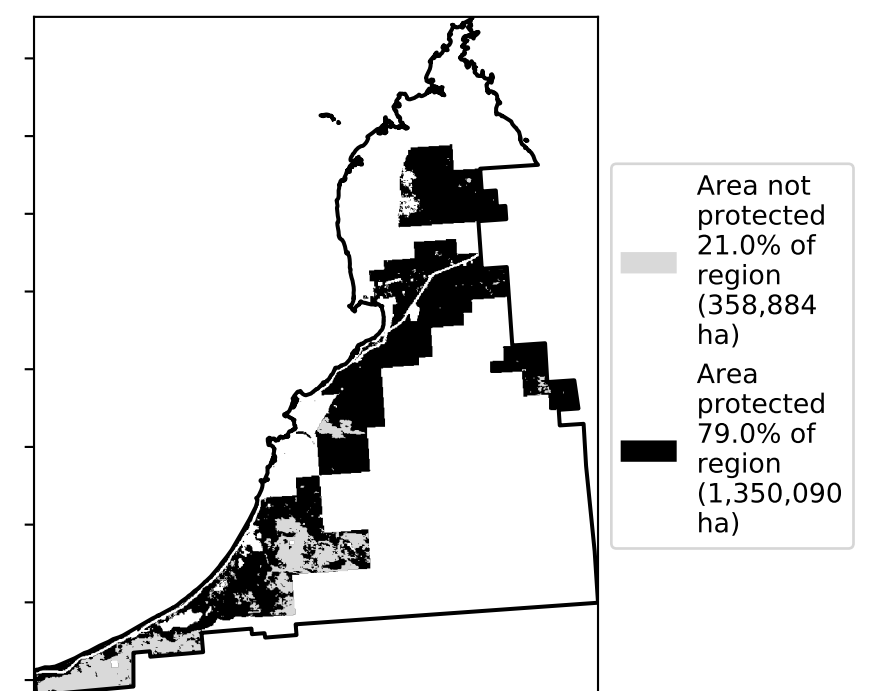 Area not
protected
21.0% of
region
(358,884
ha)
Area
protected
79.0% of
region
(1,350,090
ha)